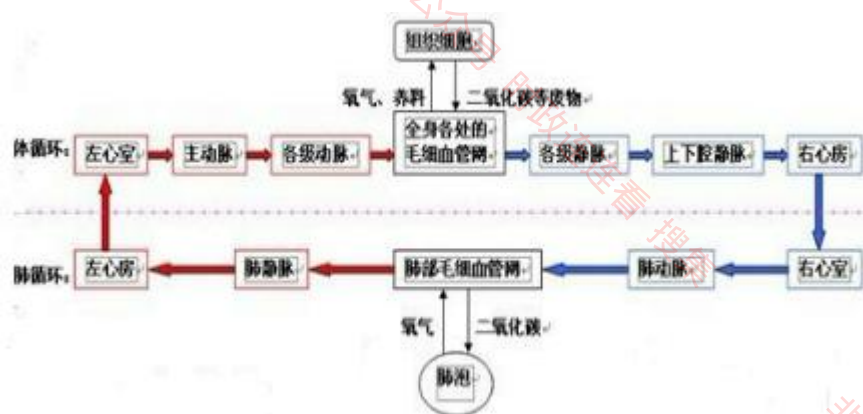 组织细胞
氧气、养料
二氧化碳等废物
体循环：
左心室
主动脉
各级动脉
全身各处的
毛细血管网
各级静脉
上下腔静脉
右心房
肺循环：
左心房
肺静脉
肺部毛细血管网
肺动脉
右心室
氧气
二氧化碳
肺泡